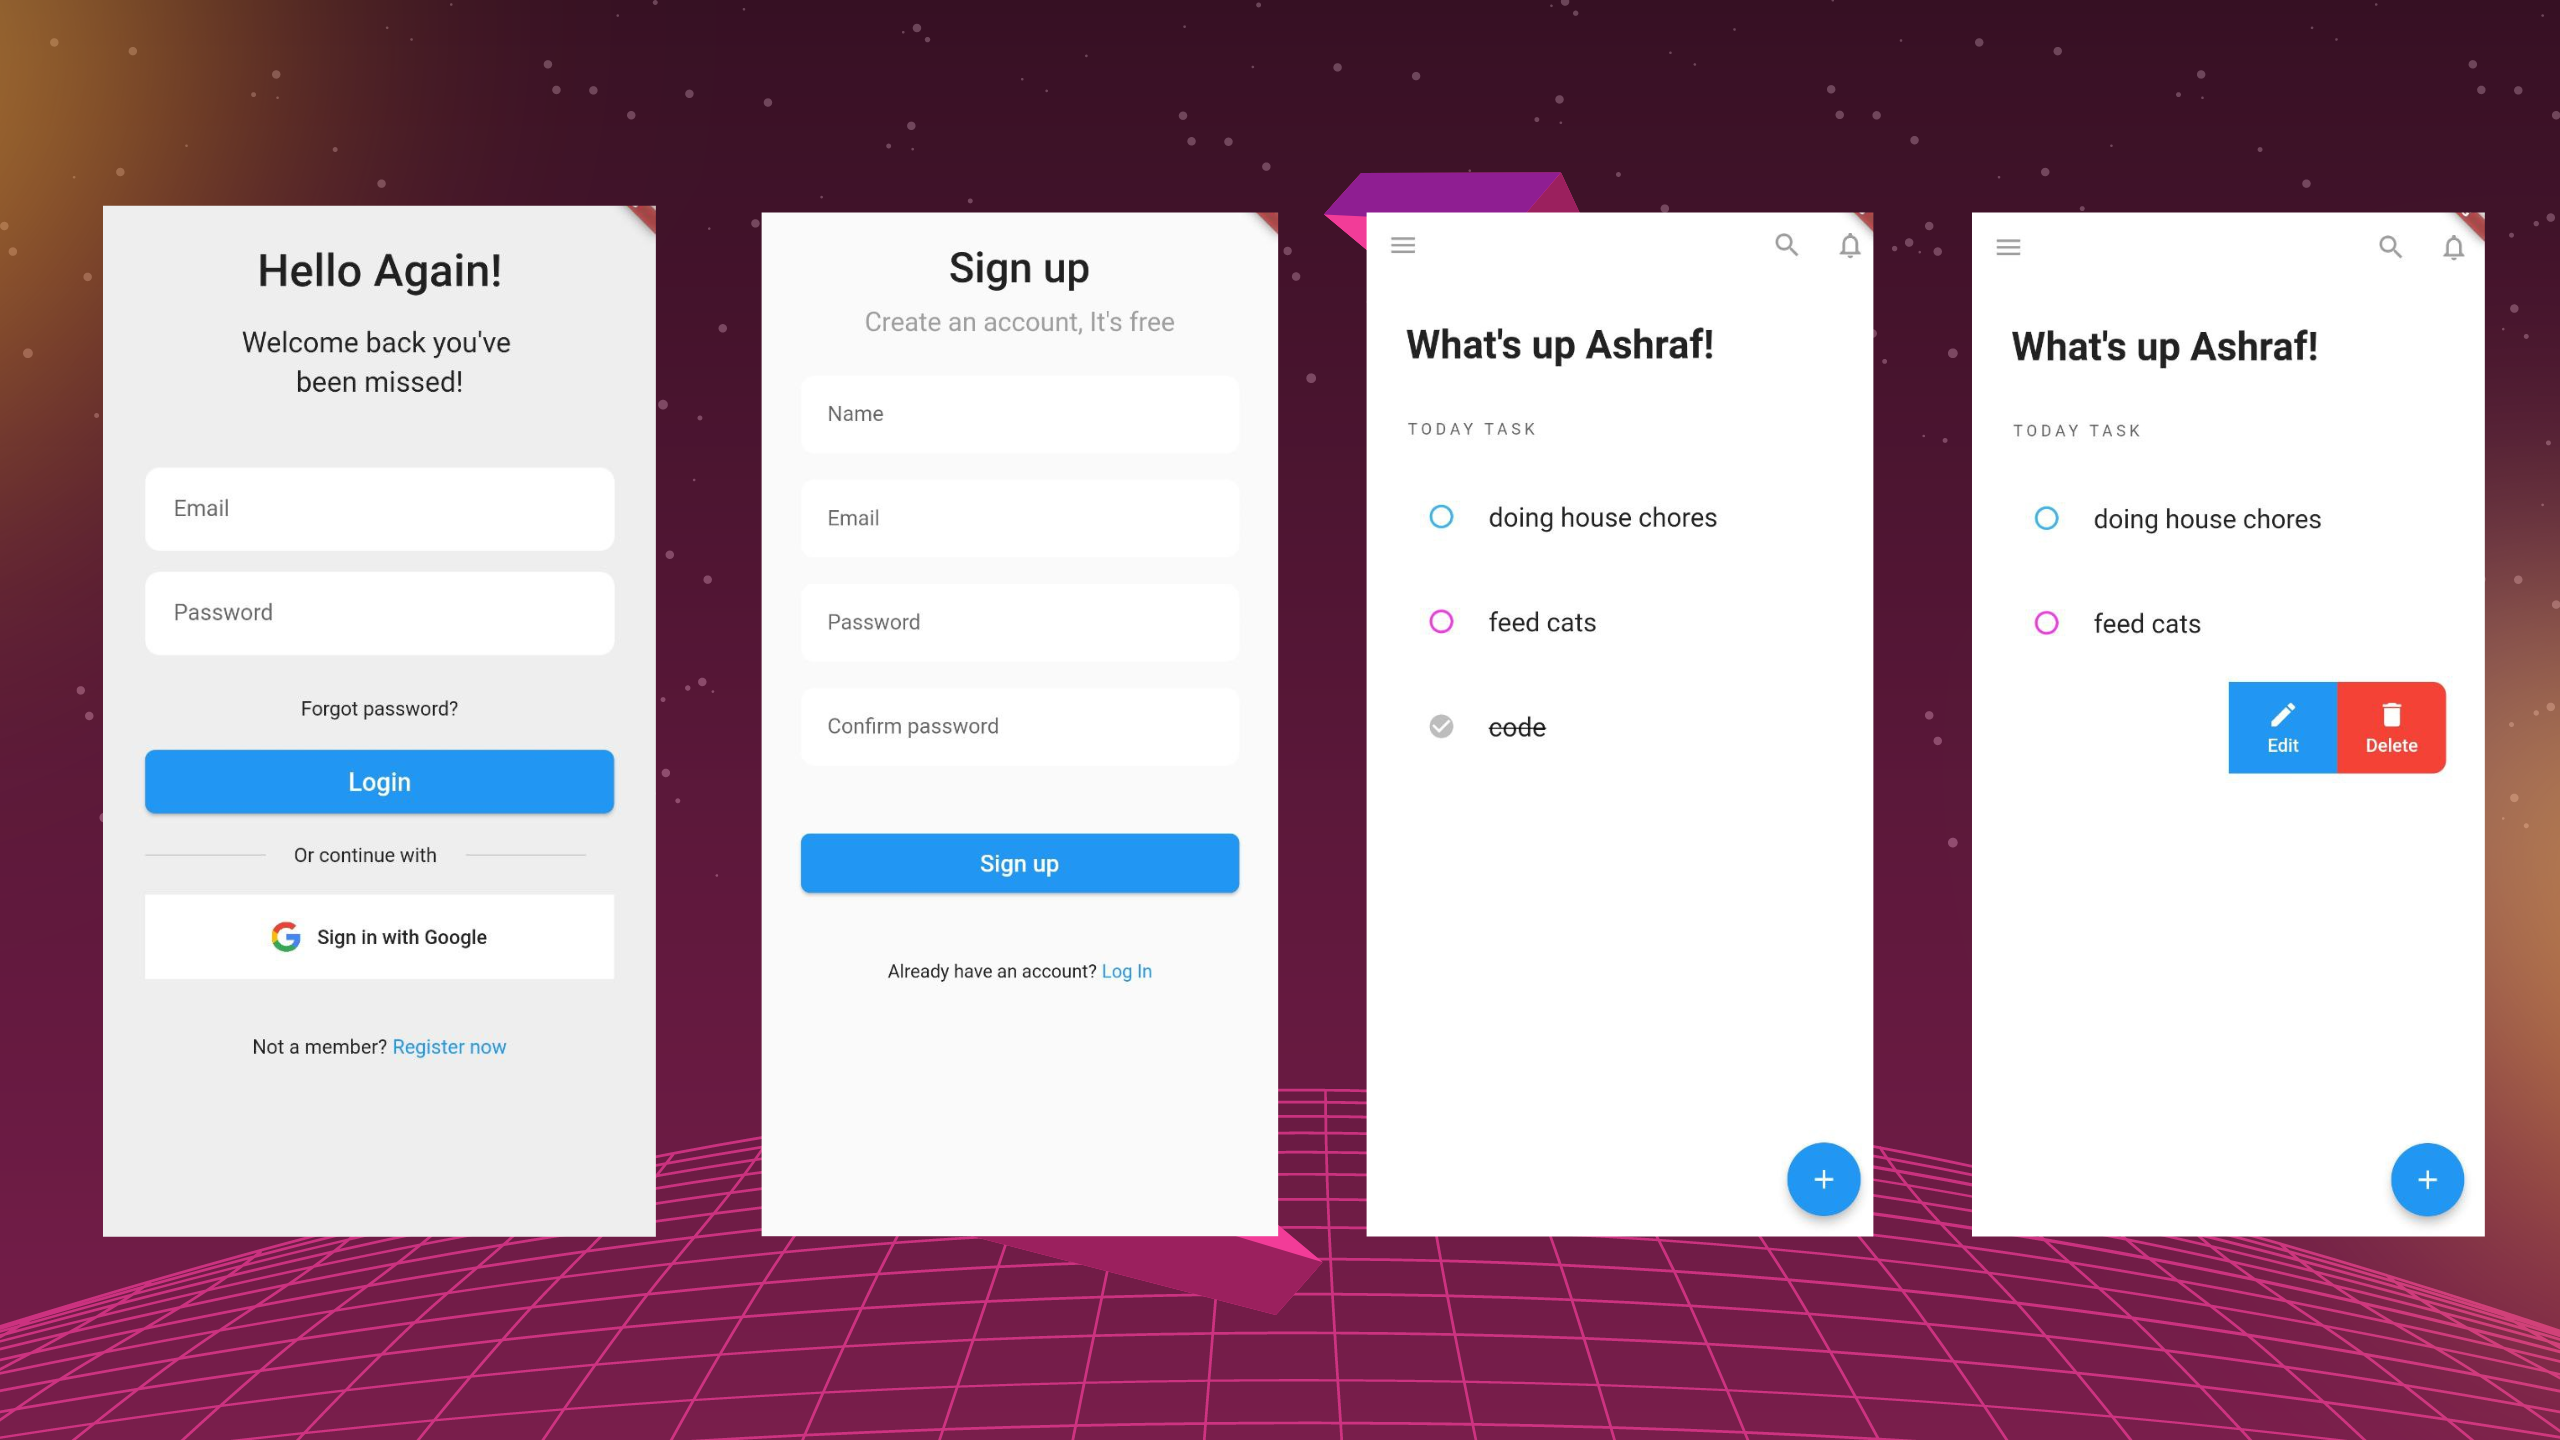 Hello Again!
Welcome back you've
been missed!
Email
Password
Forgot password?
Login
Or continue with
Sign in with Google
Not a member? Register now
Sign up
Create an account, It's free
Name
Email
Password
Confirm password
Sign up
Already have an account? Log In
What's up Ashraf!
TODAY TASK
doing house chores
feed cats
code
What's up Ashraf!
TODAY TASK
doing house chores
feed cats
Edit
Delete